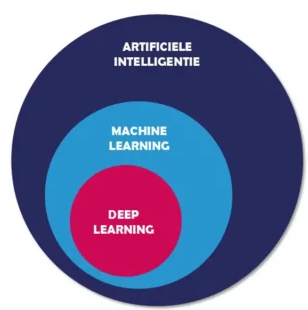 ARTIFICIELE
INTELLIGENTIE
MACHINE
LEARNING
DEEP
LEARNING